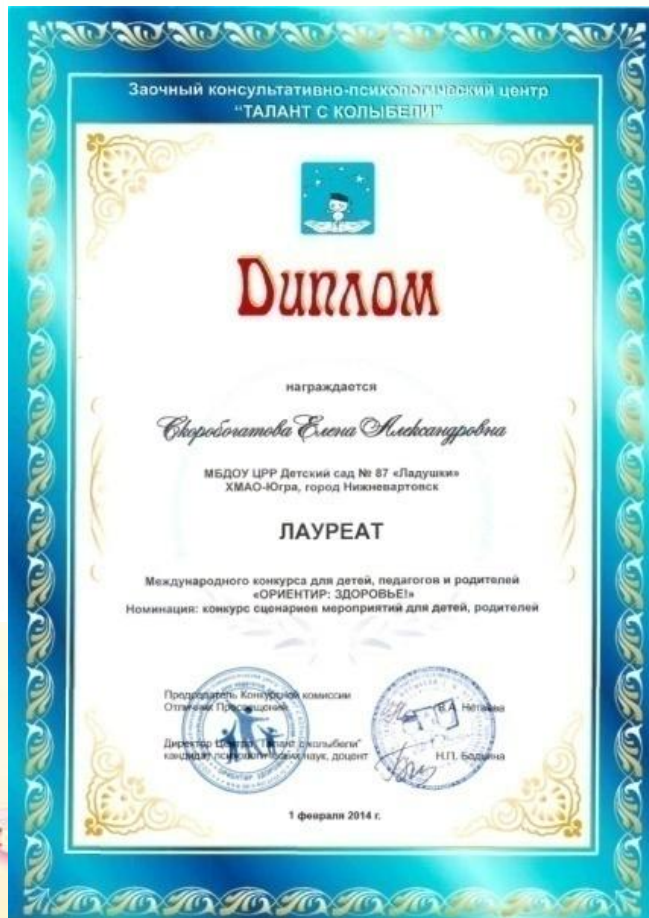 Заочный консультативно-психологический центр
"ТАЛАНТ С КОЛЫБЕЛИ"
Диплом
награждается
Скоробогатова Елена Александровна
МБДОУ ЦРР Детский сад № 87 «Ладушки»
ХМАО-Югра, город Нижневартовск
ЛАУРЕАТ
Международного конкурса для детей, педагогов и родителей
«ОРИЕНТИР: ЗДОРОВЬЕ!»
Номинация: конкурс сценариев мероприятий для детей, родителей
Председатель Конкурсной комиссии
Отличник Просвещения В.А.
Директор Центра "Талант с колыбели"
кандидат психологических наук, доцент Н.П.
1 февраля 2014 г.